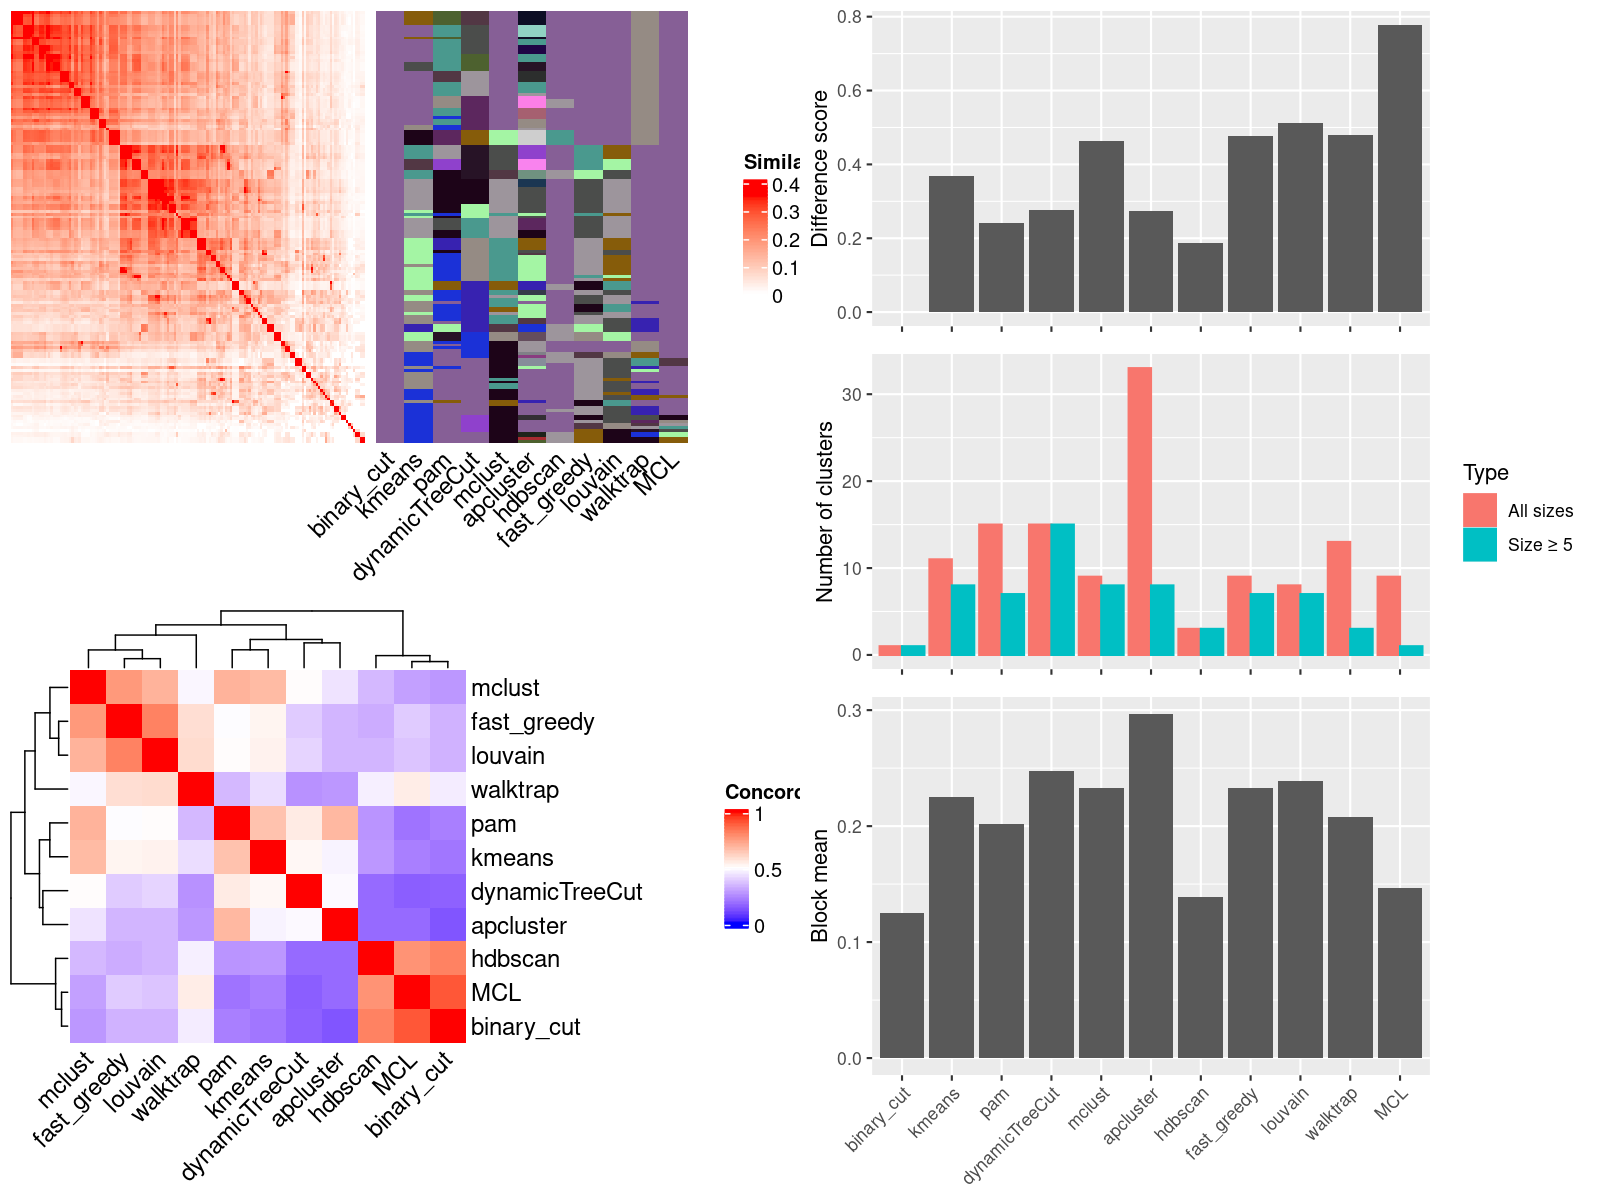 Simila
0.4
0.3
0.2
0.1
0
binary_cut
kmeans
pam
dynamicTreeCut
mclust
apcluster
hdbscan
fast_greedy
louvain
walktrap
MCL
mclust
fast_greedy
louvain
walktrap
pam
kmeans
dynamicTreeCut
apcluster
hdbscan
MCL
binary_cut
mclust
fast_greedy
louvain
walktrap
pam
kmeans
dynamicTreeCut
apcluster
hdbscan
MCL
binary_cut
Concord
1
0.5
0
Difference score
0.8
0.6
0.4
0.2
0.0
Number of clusters
30
20
10
0
Type
All sizes
Size ≥ 5
Block mean
0.3
0.2
0.1
0.0
binary_cut
kmeans
pam
dynamicTreeCut
mclust
apcluster
hdbscan
fast_greedy
louvain
walktrap
MCL